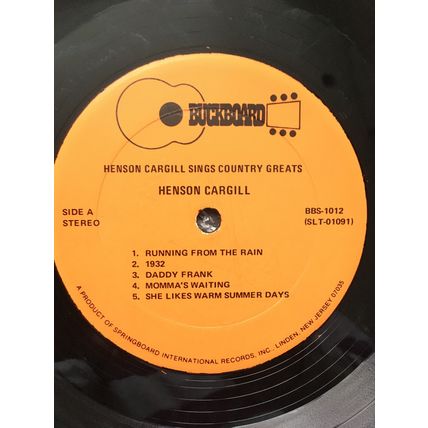 BUCKBOARD
HENSON CARGILL SINGS COUNTRY GREATS
HENSON CARGILL
SIDE A
STEREO
BBS-1012
(SLT-01091)
1. RUNNING FROM THE RAIN
2. 1932
3. DADDY FRANK
4. MOMMA'S WAITING
5. SHE LIKES WARM SUMMER DAYS
A PRODUCT OF SPRINGBOARD INTERNATIONAL RECORDS, INC., LINDEN, NEW JERSEY 07036